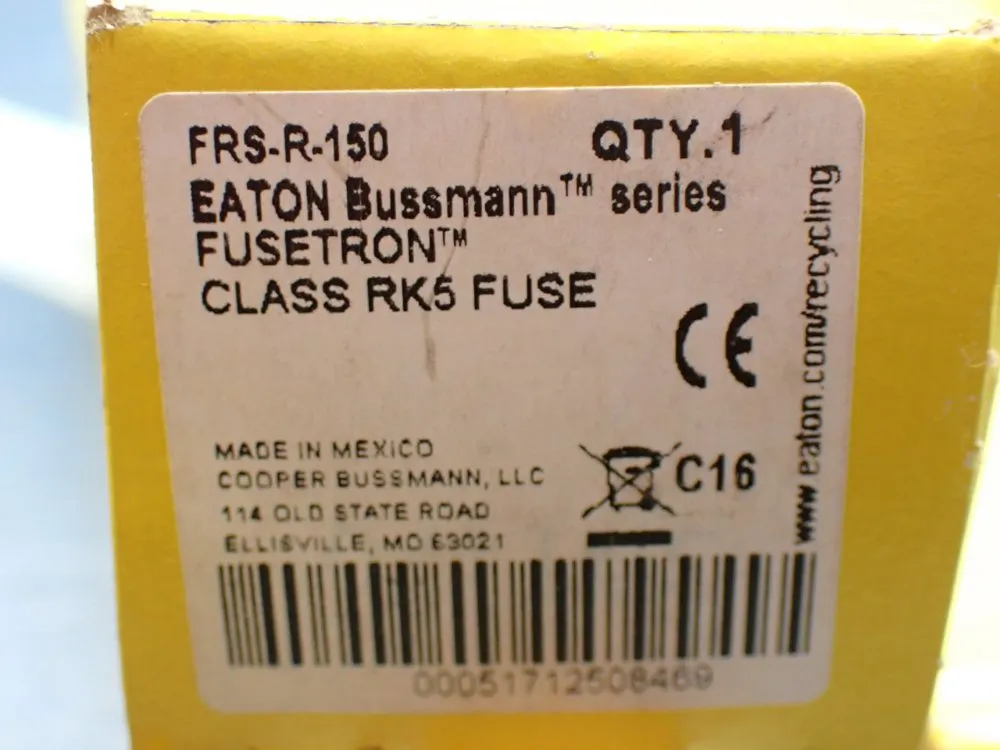 FRS-R-150 QTY.1
EATON Bussmann™ series
FUSETRON™
CLASS RK5 FUSE
CE
www.eaton.com/recycling
MADE IN MEXICO
COOPER BUSSMANN, LLC
114 OLD STATE ROAD
ELLISVILLE, MO 63021
C16
00051712508469